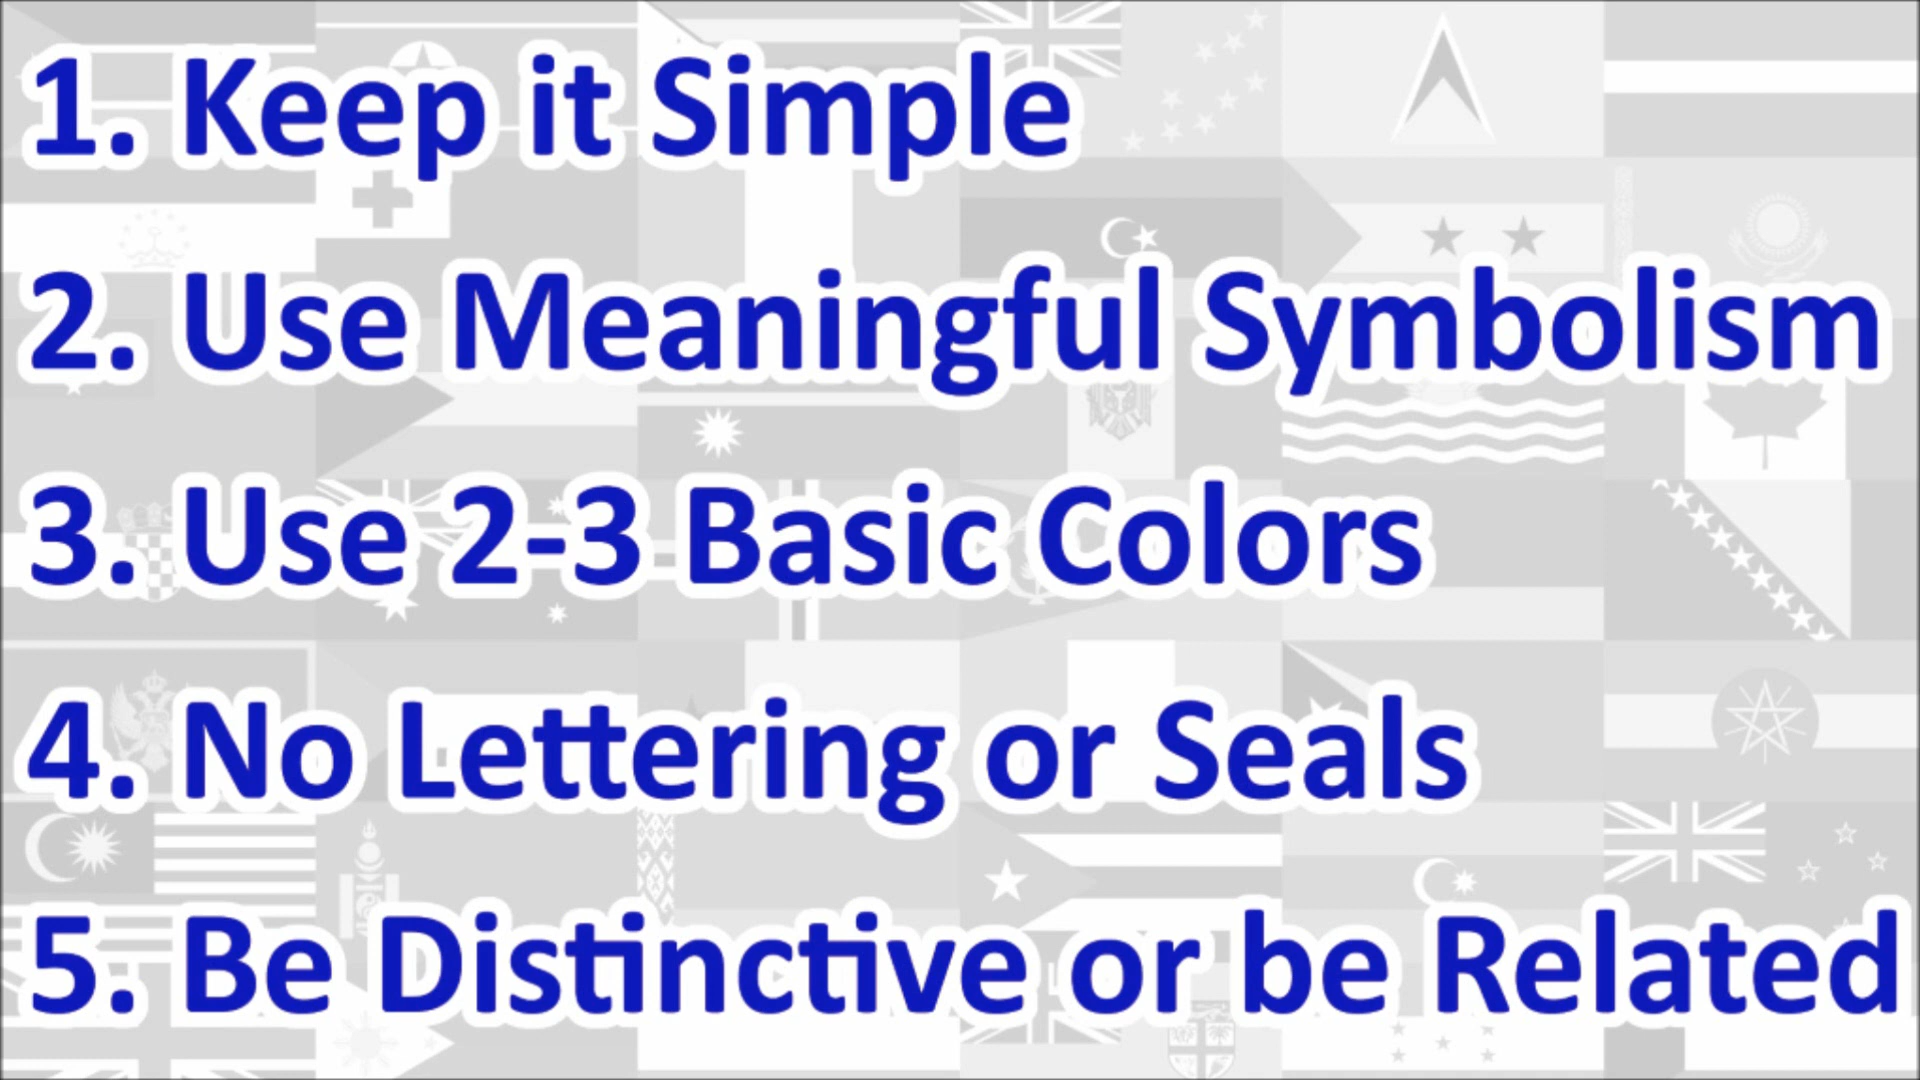 1. Keep it Simple
2. Use Meaningful Symbolism
3. Use 2-3 Basic Colors
4. No Lettering or Seals
5. Be Distinctive or be Related